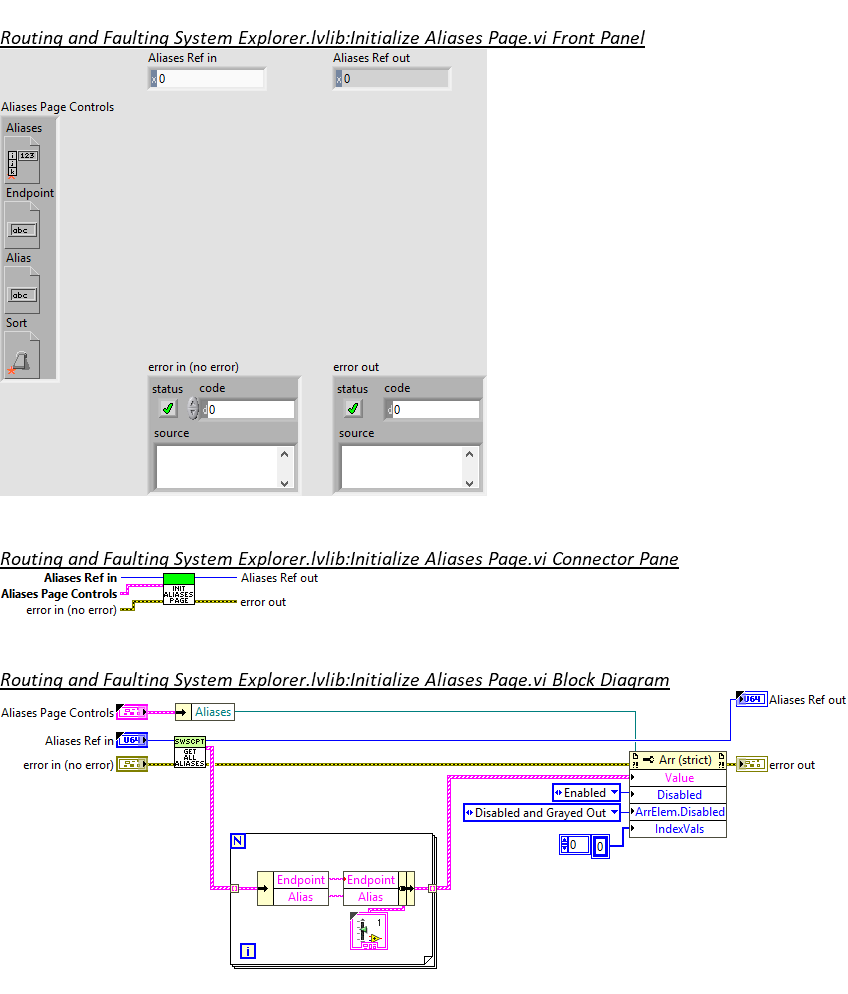 Routing and Faulting System Explorer.lvlib:Initialize Aliases Page.vi Front Panel
Aliases Ref in
Aliases Ref out
x 0
x 0
Aliases Page Controls
Aliases
i
j
k
123
Endpoint
abc
Alias
abc
Sort
error in (no error)
error out
status
code
status
code
d 0
d 0
source
source
Routing and Faulting System Explorer.lvlib:Initialize Aliases Page.vi Connector Pane
Aliases Ref in
Aliases Ref out
Aliases Page Controls
INIT
ALIASES
PAGE
error in (no error)
error out
Routing and Faulting System Explorer.lvlib:Initialize Aliases Page.vi Block Diagram
U64
Aliases Ref out
Aliases Page Controls
Aliases
Aliases Ref in
U64
SWSCPT
GET
ALL
ALIASES
error in (no error)
?!
Arr (strict)
?!
error out
Value
Enabled
Disabled
Disabled and Grayed Out
ArrElem.Disabled
IndexVals
0
0
N
Endpoint
Endpoint
Alias
Alias
1
i